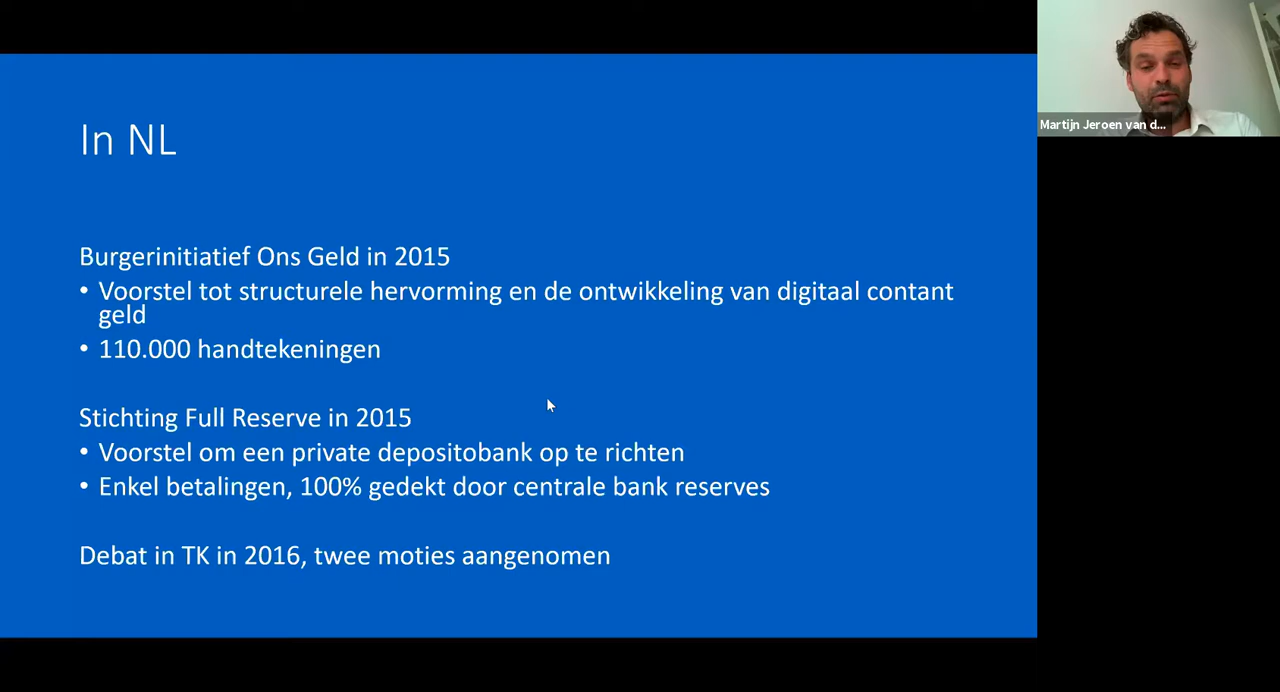 In NL
Burgerinitiatief Ons Geld in 2015
• Voorstel tot structurele hervorming en de ontwikkeling van digitaal contant
geld
• 110.000 handtekeningen
Stichting Full Reserve in 2015
• Voorstel om een private depositobank op te richten
• Enkel betalingen, 100% gedekt door centrale bank reserves
Debat in TK in 2016, twee moties aangenomen
Martijn Jeroen van d...